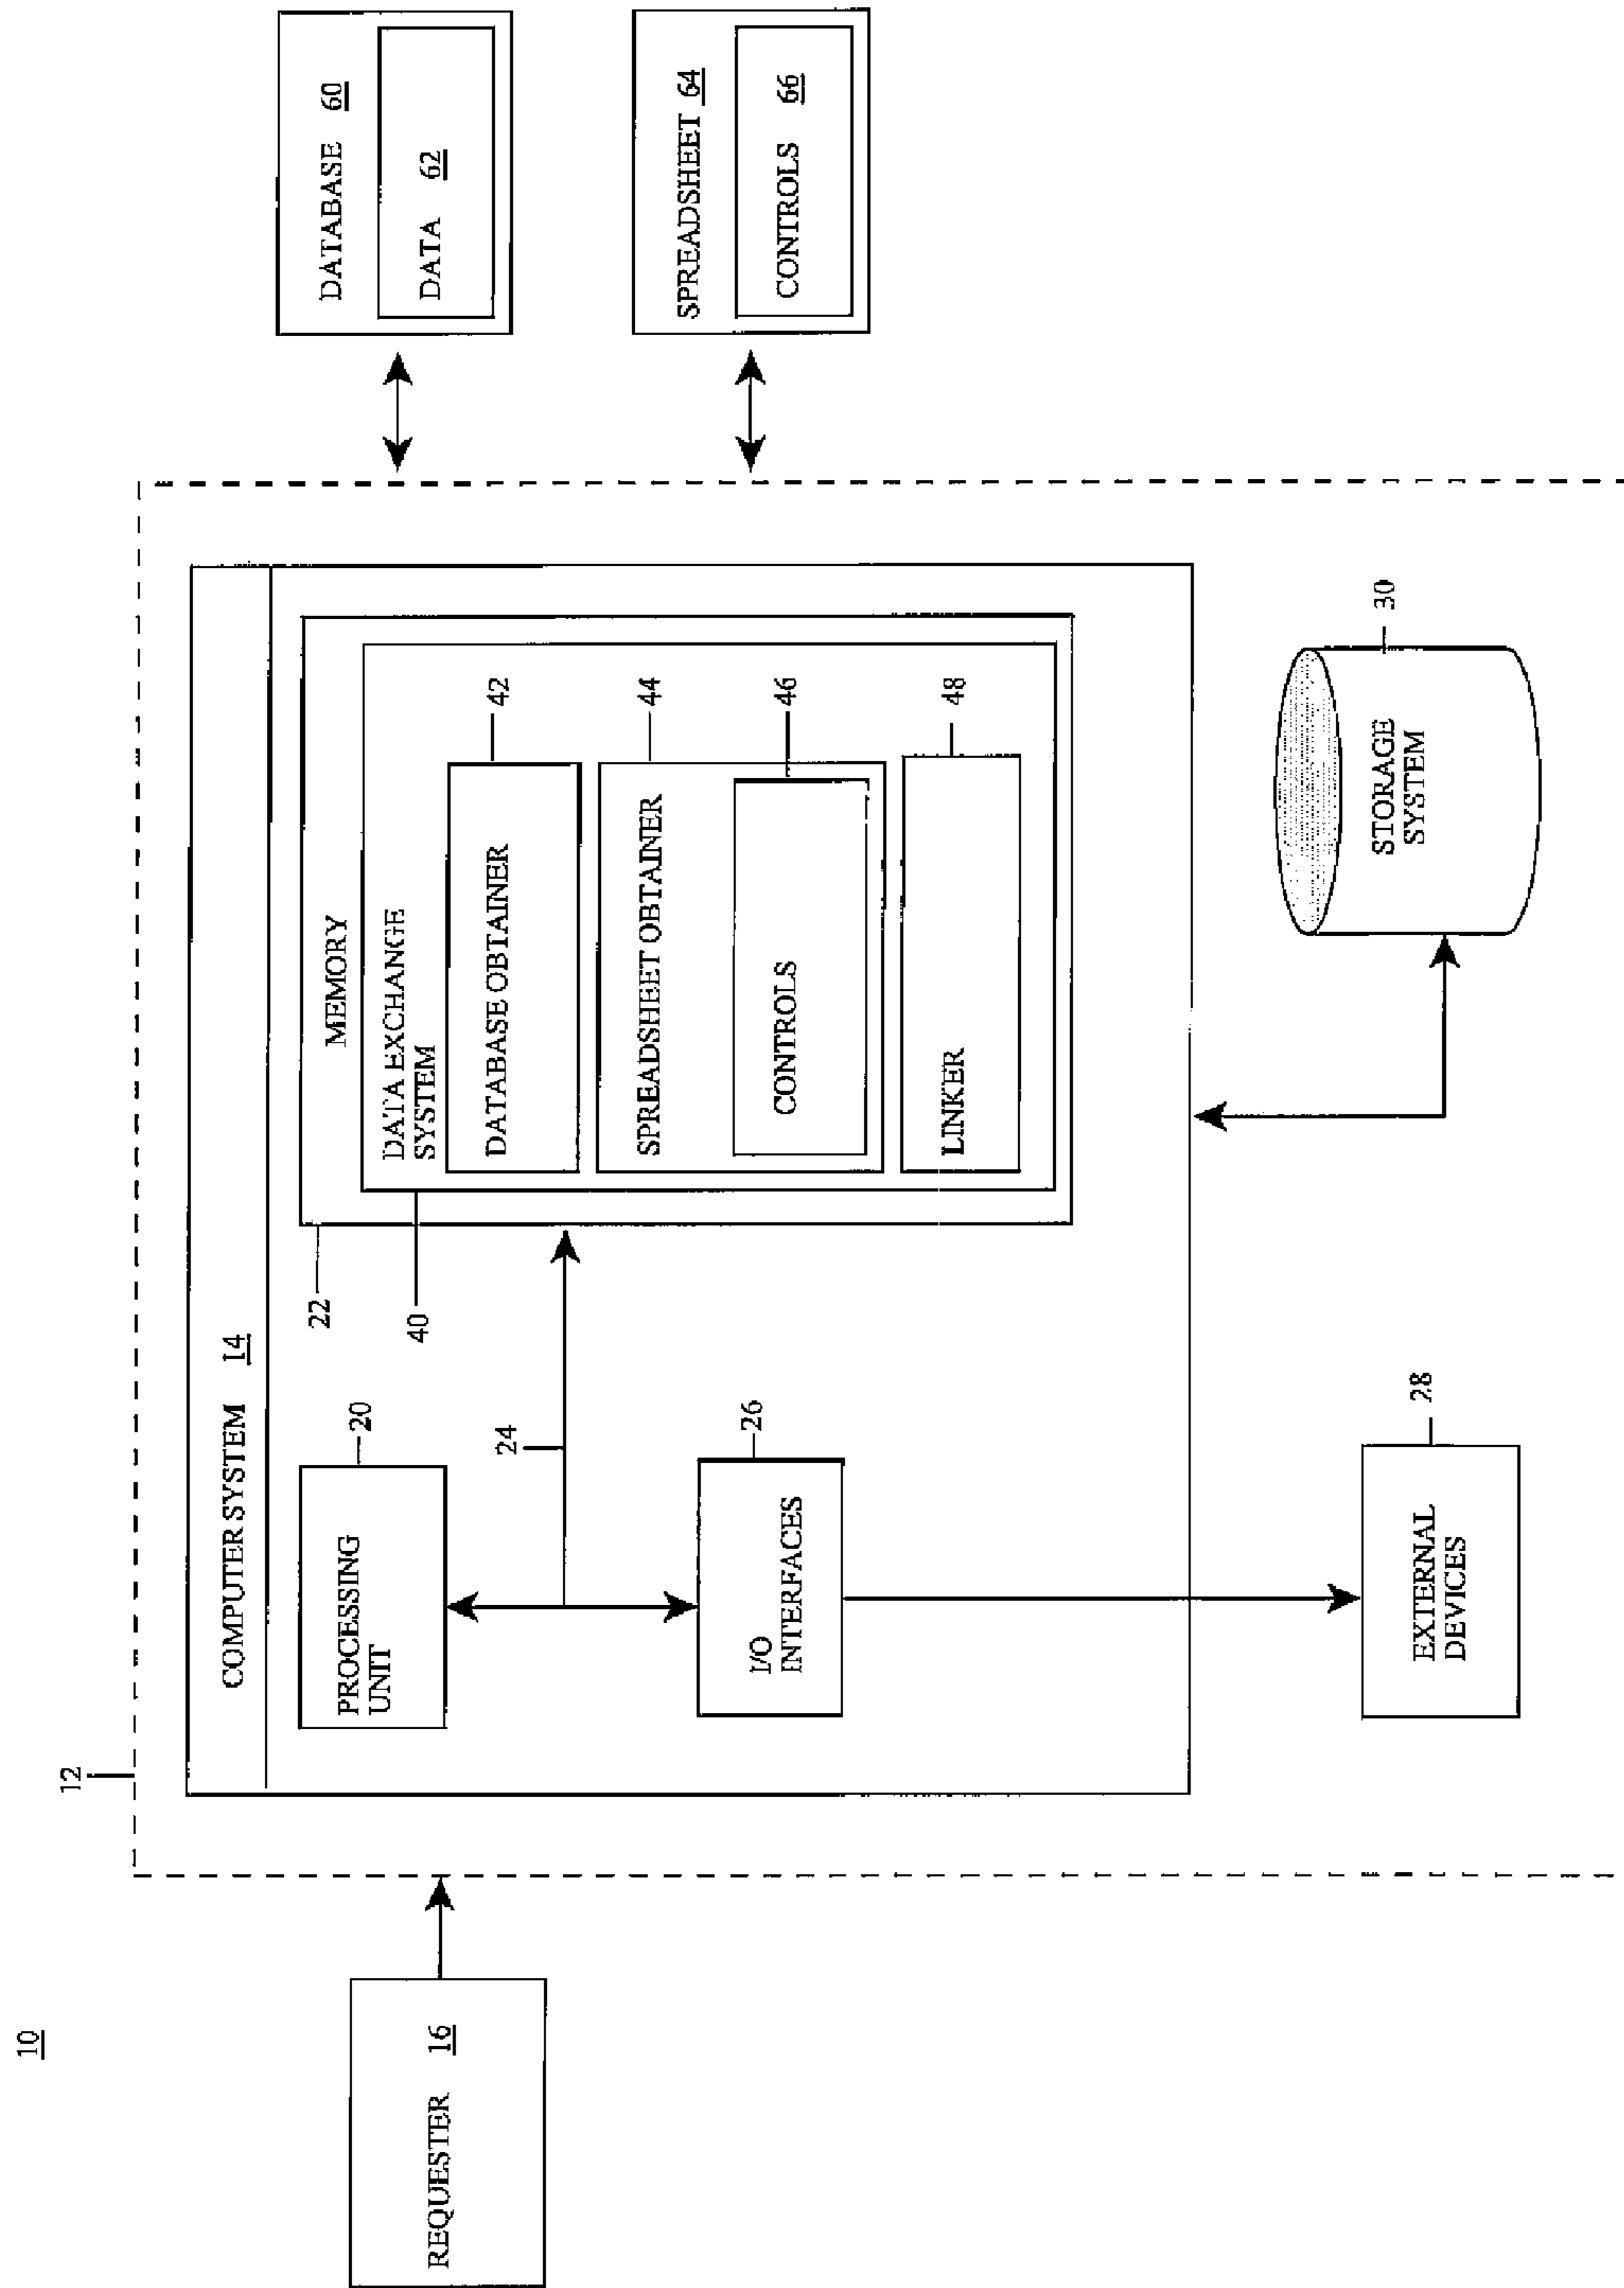 10
12
REQUESTER 16
COMPUTER SYSTEM 14
PROCESSING
UNIT
20
24
I/O
INTERFACES
26
22
40
MEMORY
DATA EXCHANGE
SYSTEM
DATABASE OBTAINER
42
SPREADSHEET OBTAINER
44
CONTROLS
46
LINKER
48
EXTERNAL
DEVICES
28
STORAGE
SYSTEM
30
DATABASE 60
DATA 62
SPREADSHEET 64
CONTROLS 66